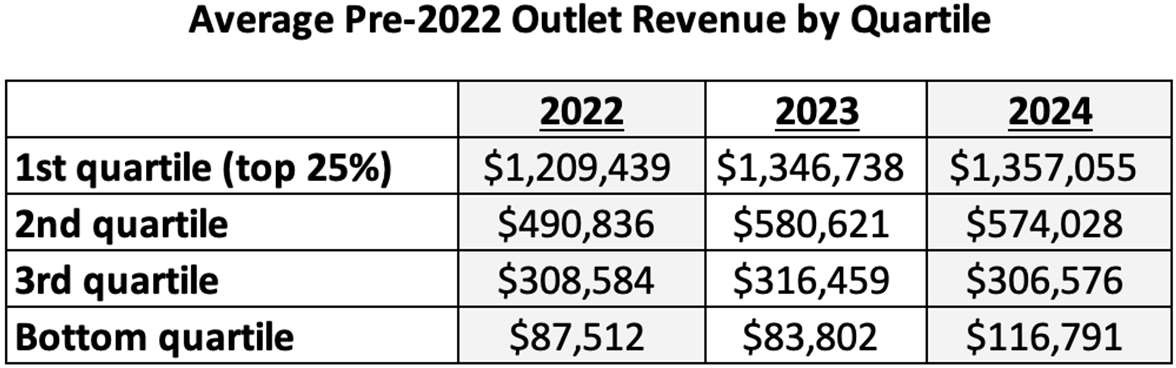 Average Pre-2022 Outlet Revenue by Quartile
2022 2023 2024
1st quartile (top 25%) $1,209,439 $1,346,738 $1,357,055
2nd quartile $490,836 $580,621 $574,028
3rd quartile $308,584 $316,459 $306,576
Bottom quartile $87,512 $83,802 $116,791